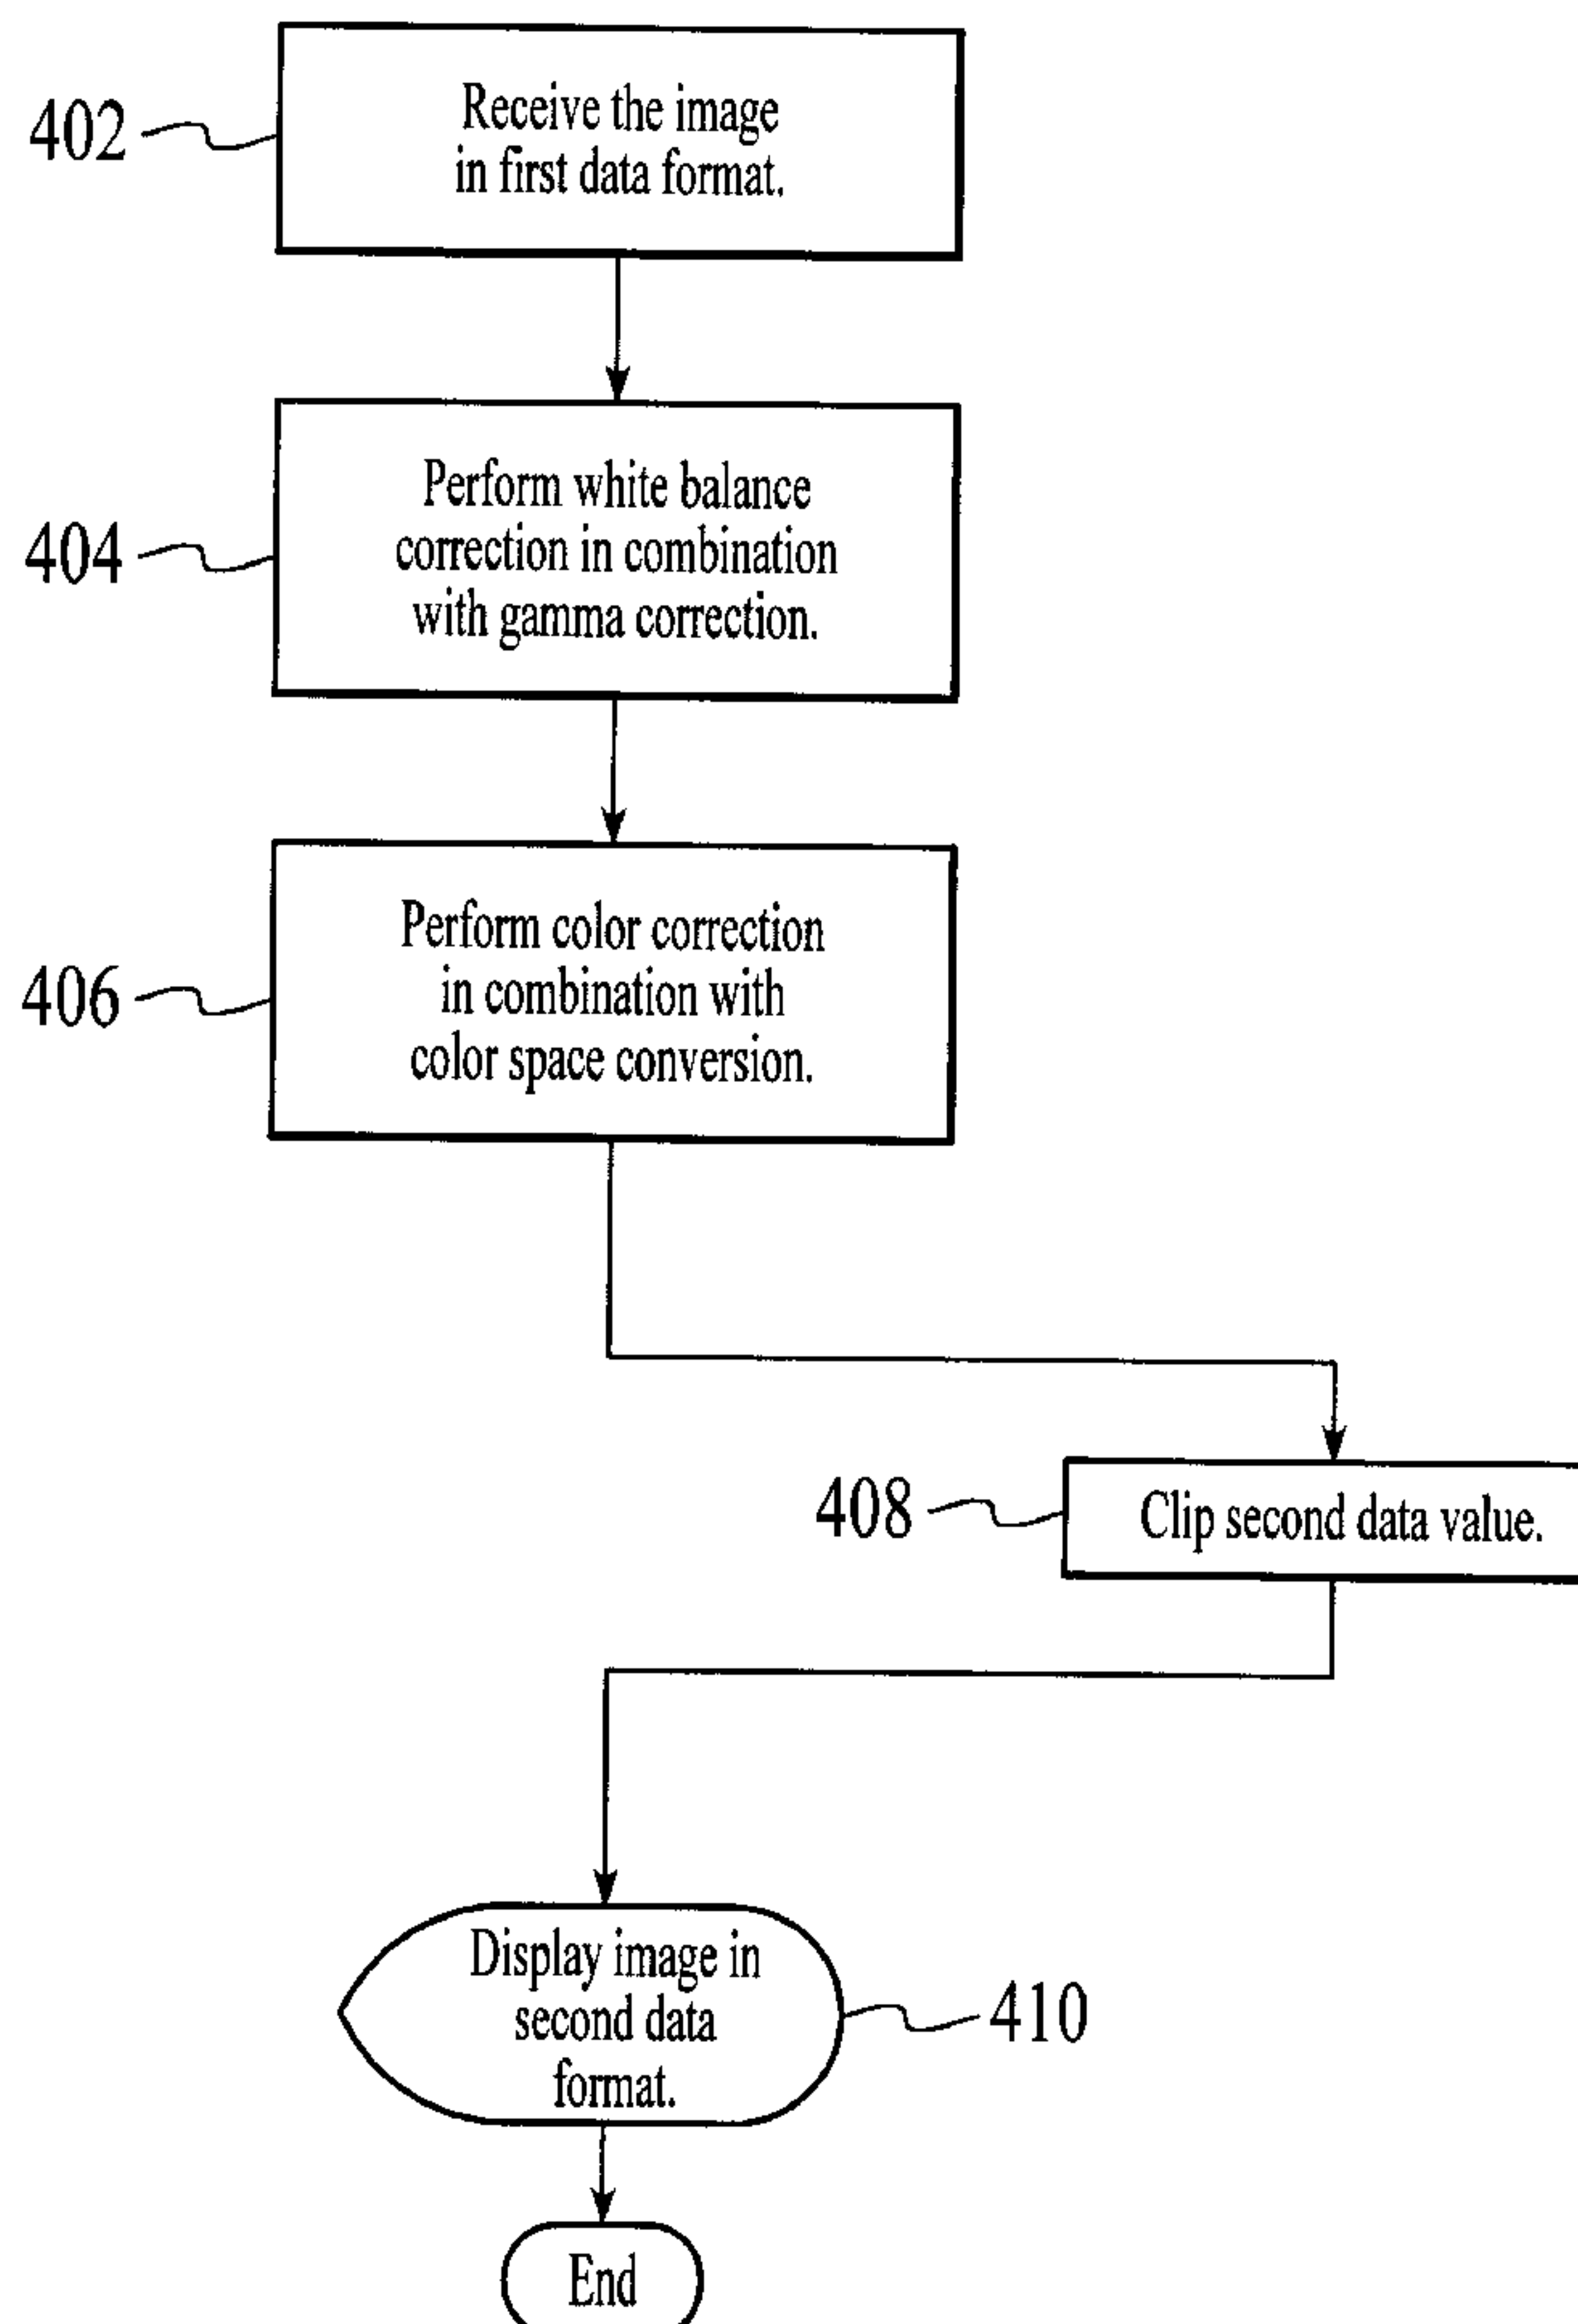 402
Receive the image
in first data format.
404
Perform white balance
correction in combination
with gamma correction.
406
Perform color correction
in combination with
color space conversion.
408
Clip second data value.
Display image in
second data
format.
410
End